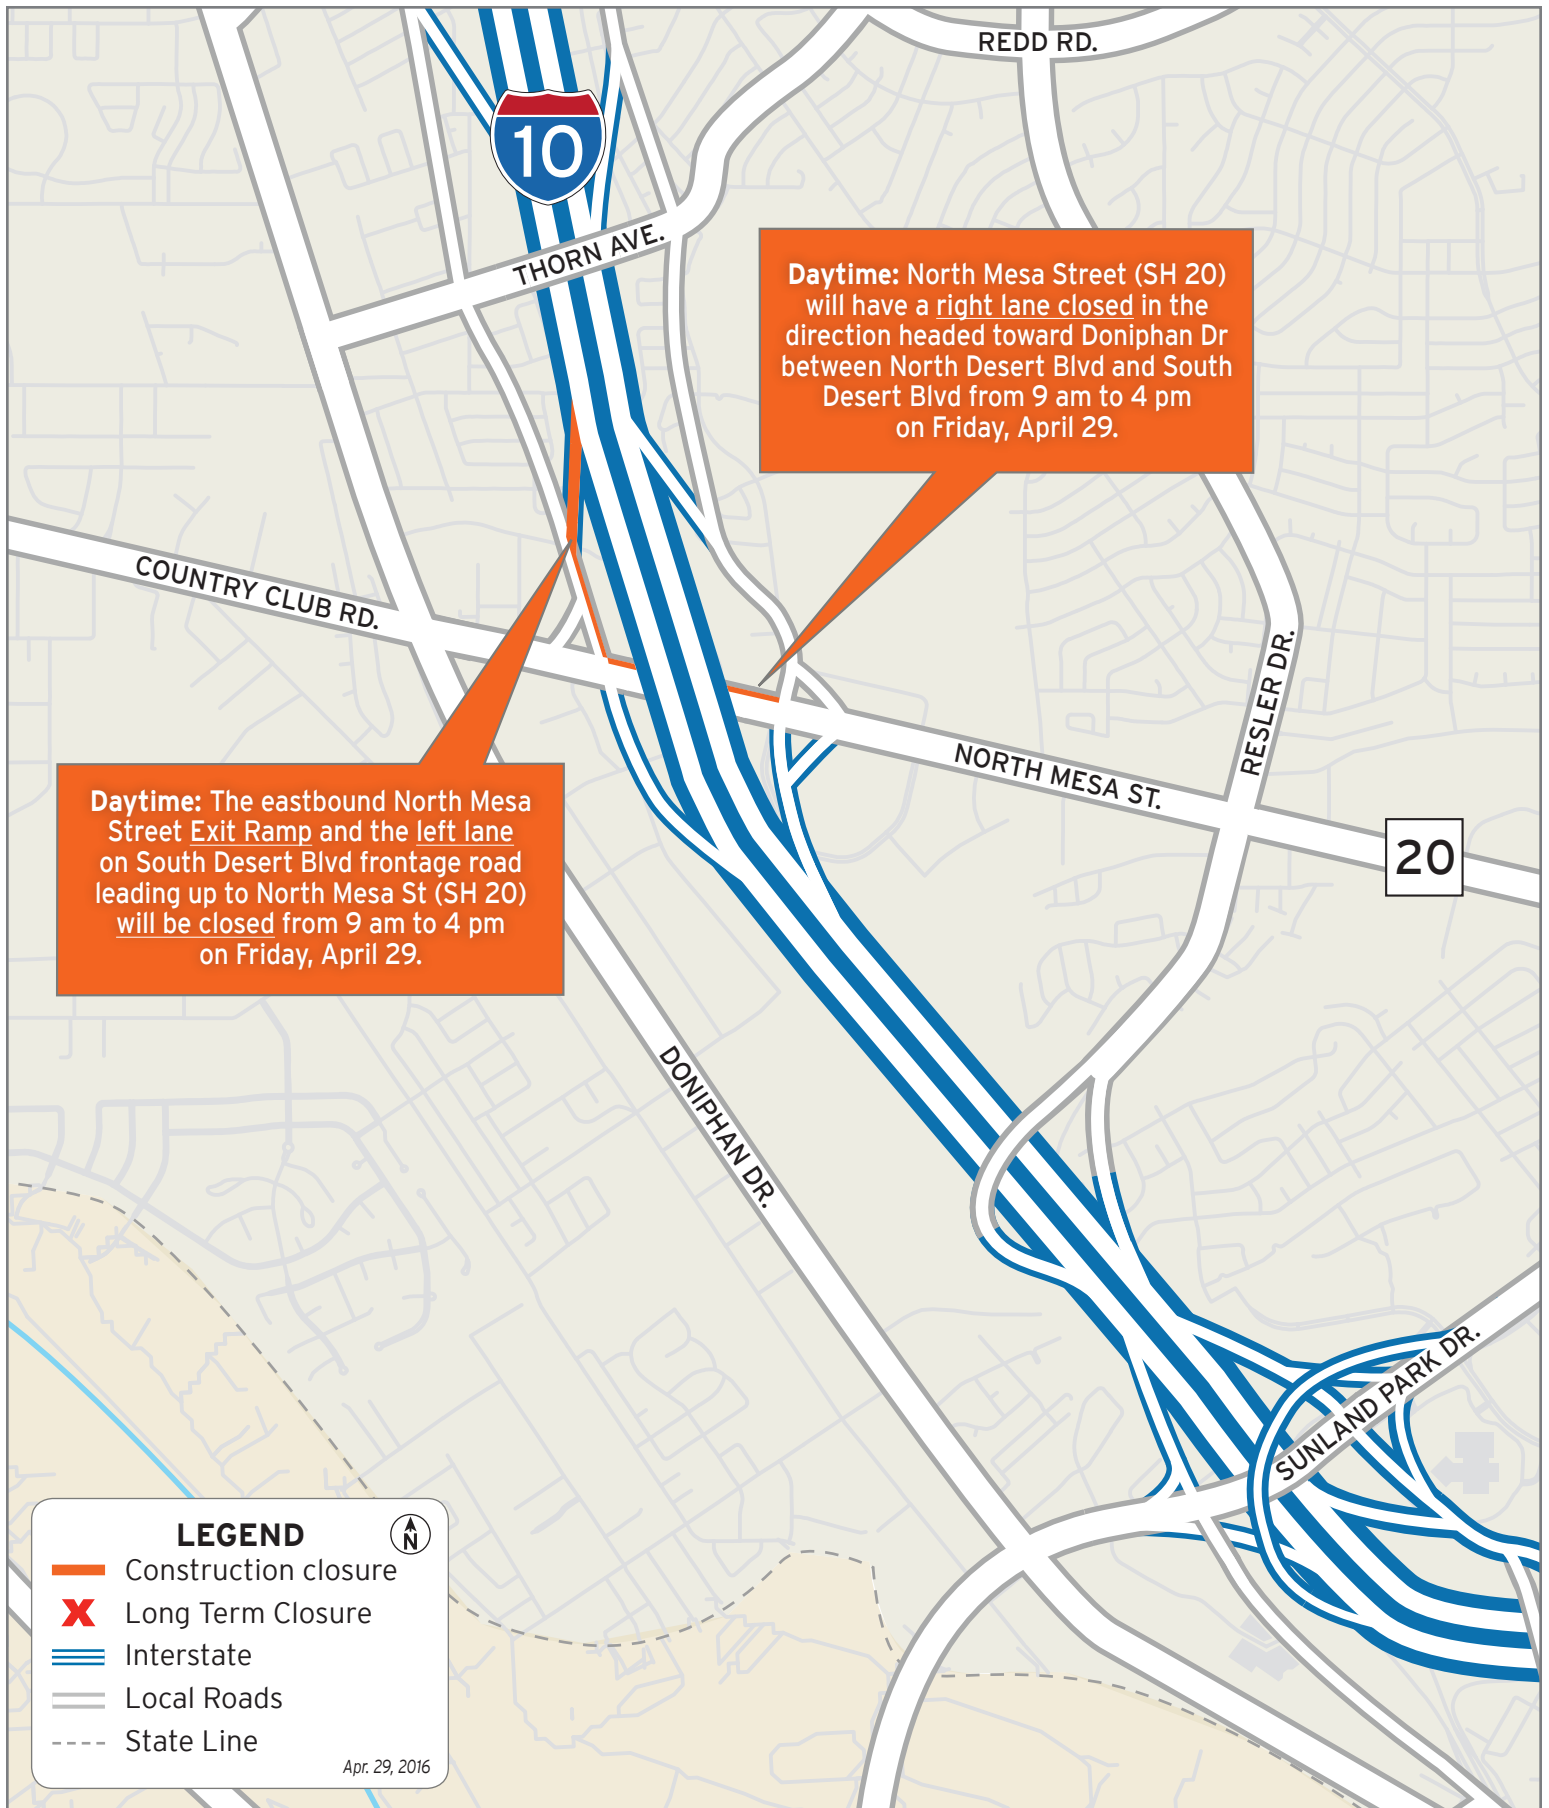 REDD RD.
10
THORN AVE.
Daytime: North Mesa Street (SH 20)
will have a right lane closed in the
direction headed toward Doniphan Dr
between North Desert Blvd and South
Desert Blvd from 9 am to 4 pm
on Friday, April 29.
COUNTRY CLUB RD.
RESLER DR.
NORTH MESA ST.
20
Daytime: The eastbound North Mesa
Street Exit Ramp and the left lane
on South Desert Blvd frontage road
leading up to North Mesa St (SH 20)
will be closed from 9 am to 4 pm
on Friday, April 29.
DONIPHAN DR.
SUNLAND PARK DR.
LEGEND
N
Construction closure
X
Long Term Closure
Interstate
Local Roads
State Line
Apr. 29, 2016